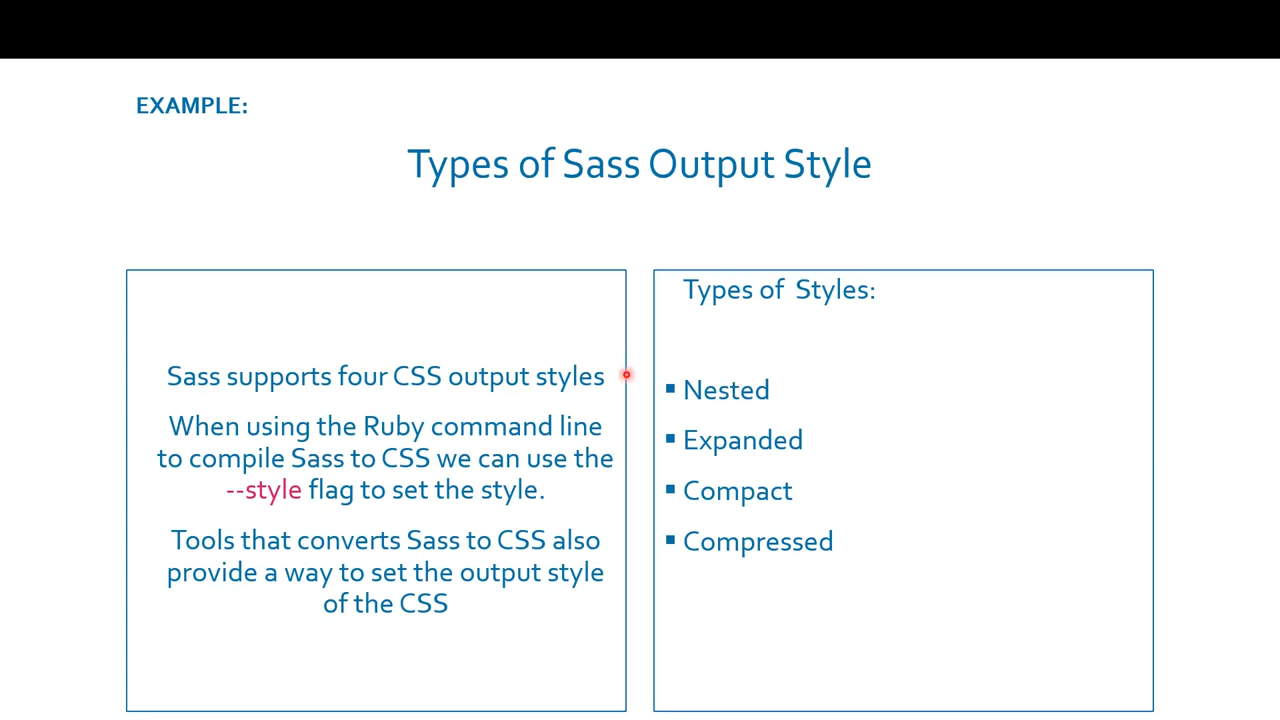 EXAMPLE:
Types of Sass Output Style
Sass supports four CSS output styles
When using the Ruby command line
to compile Sass to CSS we can use the
--style flag to set the style.
Tools that converts Sass to CSS also
provide a way to set the output style
of the CSS
Types of  Styles:
▪ Nested
▪ Expanded
▪ Compact
▪ Compressed